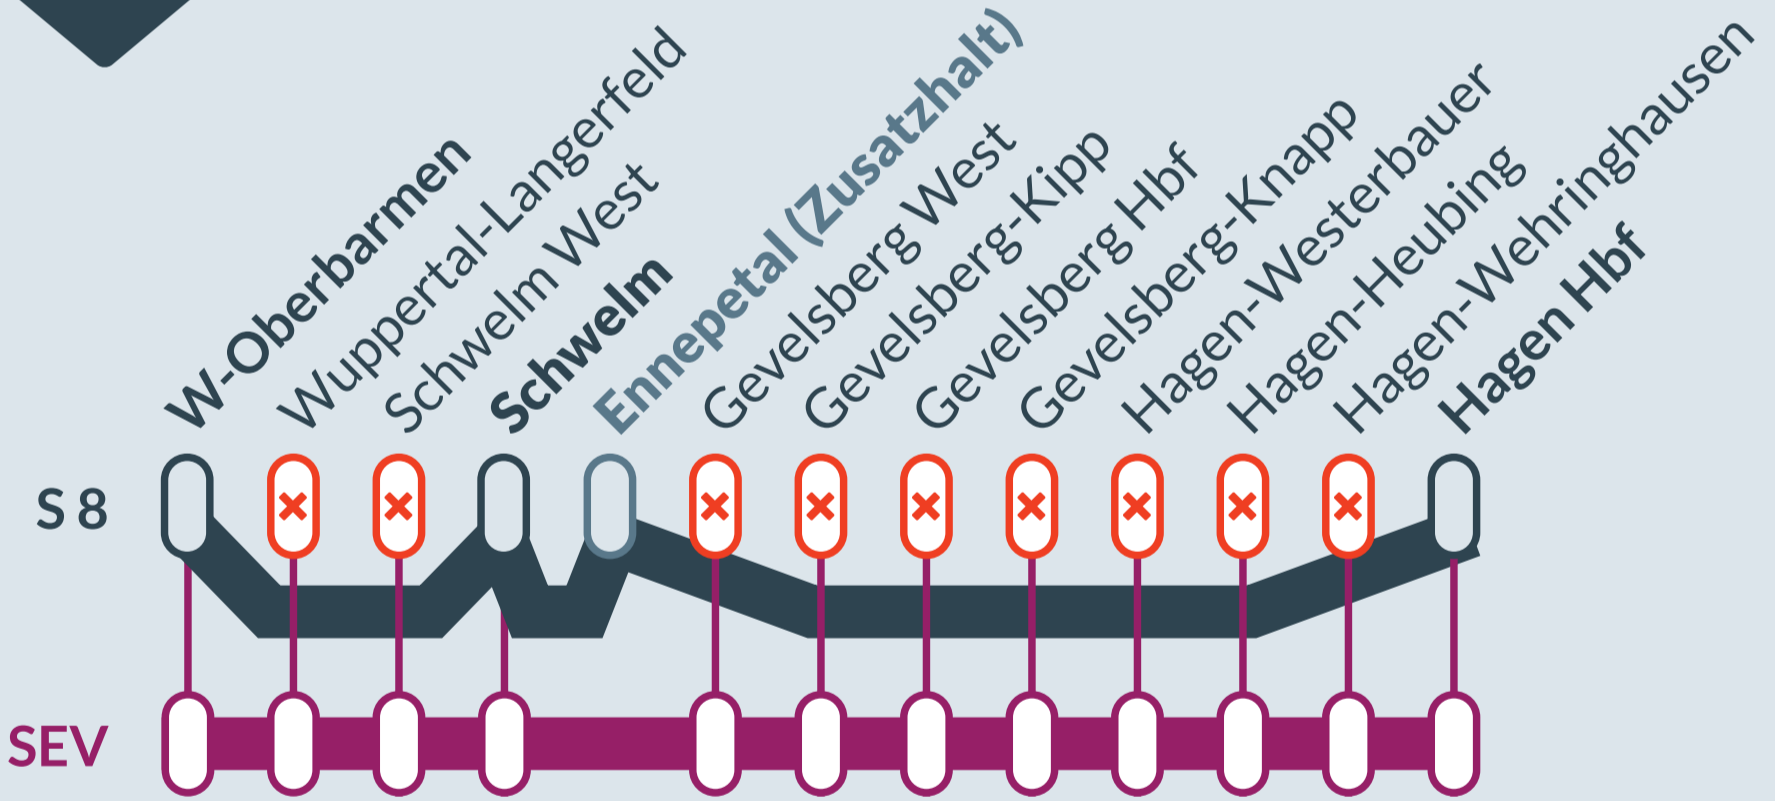 W-Oberbarmen
Wuppertal-Langerfeld
Schwelm West
Schwelm
Ennepetal (Zusatzhalt)
Gevelsberg West
Gevelsberg-Kipp
Gevelsberg Hbf
Gevelsberg-Knapp
Hagen-Westerbauer
Hagen-Heubing
Hagen-Wehringhausen
Hagen Hbf
S 8
SEV